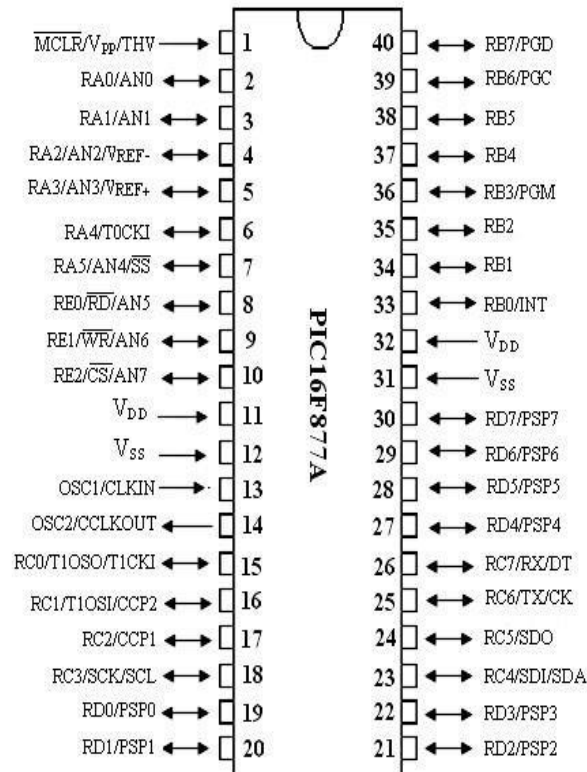 MCLR/VPP/THV 1 40 RB7/PGD
RA0/AN0 2 39 RB6/PGC
RA1/AN1 3 38 RB5
RA2/AN2/VREF- 4 37 RB4
RA3/AN3/VREF+ 5 36 RB3/PGM
RA4/T0CKI 6 35 RB2
RA5/AN4/SS 7 34 RB1
RE0/RD/AN5 8 33 RB0/INT
RE1/WR/AN6 9 32 VDD
RE2/CS/AN7 10 31 VSS
VDD 11 30 RD7/PSP7
VSS 12 29 RD6/PSP6
OSC1/CLKIN 13 28 RD5/PSP5
OSC2/CCLKOUT 14 27 RD4/PSP4
RC0/T1OSO/T1CKI 15 26 RC7/RX/DT
RC1/T1OSI/CCP2 16 25 RC6/TX/CK
RC2/CCP1 17 24 RC5/SDO
RC3/SCK/SCL 18 23 RC4/SDI/SDA
RD0/PSP0 19 22 RD3/PSP3
RD1/PSP1 20 21 RD2/PSP2
PIC16F877A